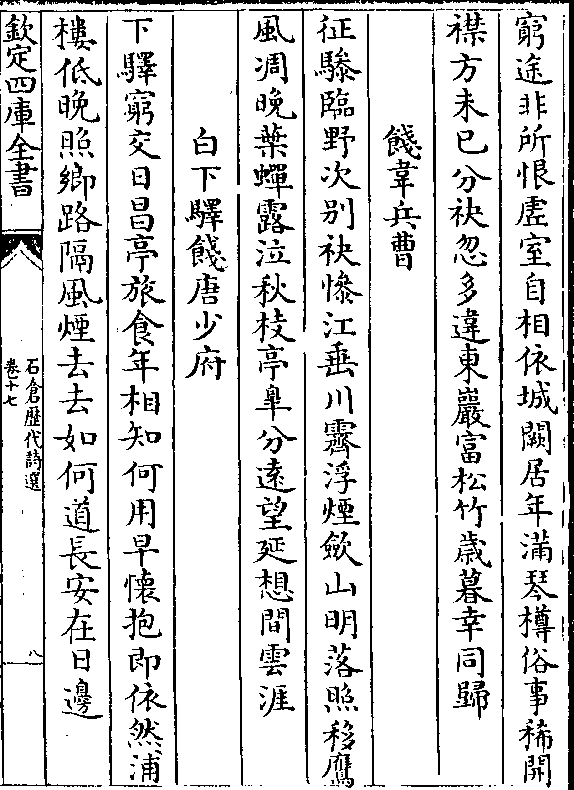 窮途非所恨虛室自相依城闕居年滿琴樽俗事稀開
襟方未已分袂忽多違東巖富松竹歳暮幸同歸
餞韋兵曹
征驂臨野次别袂慘江垂川霽浮煙斂山明落照移鷹
風凋晚葉蟬露泣秋枝亭臯分遠望延想間雲涯
白下驛餞唐少府
下驛窮交日昌亭旅食年相知何用早懷抱即依然浦
樓低晚照鄉路隔風煙去去如何道長安在日邊
欽定四庫全書
石倉歴代詩選
卷十七
八